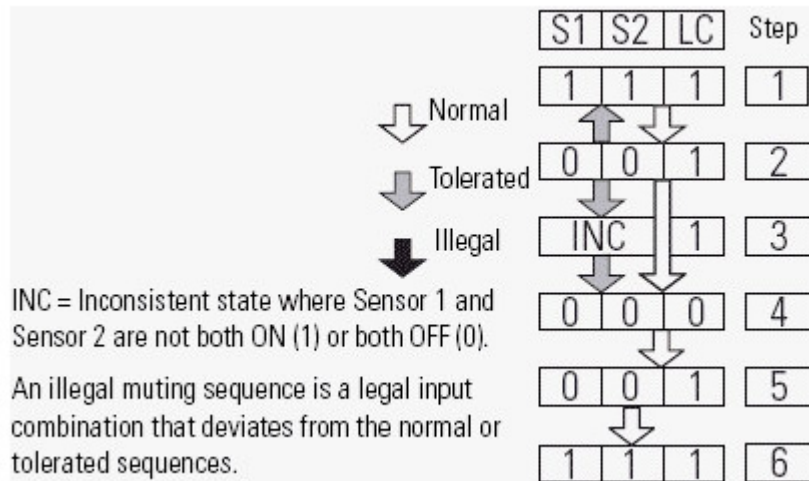 S1 S2 LC Step
1 1 1 1
Normal
0 0 1 2
Tolerated
Illegal
INC 1 3
INC = Inconsistent state where Sensor 1 and
Sensor 2 are not both ON (1) or both OFF (0).
0 0 0 4
An illegal muting sequence is a legal input
combination that deviates from the normal or
tolerated sequences.
0 0 1 5
1 1 1 6